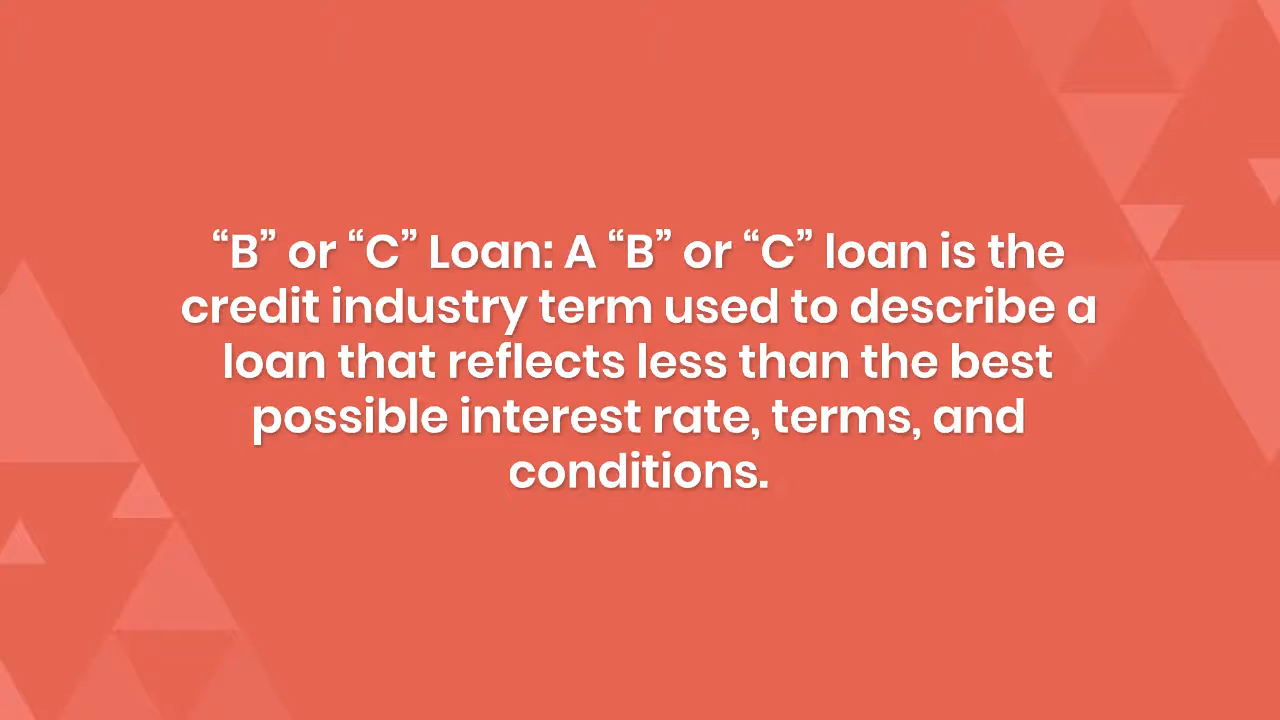 “B” or “C” Loan: A “B” or “C” loan is the
credit industry term used to describe a
loan that reflects less than the best
possible interest rate, terms, and
conditions.